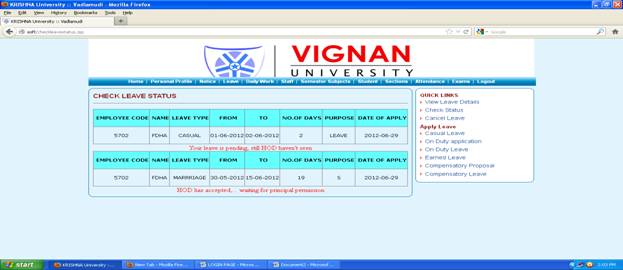 KRISHNA University :: Vadlamudi - Mozilla Firefox
File Edit View History Bookmarks Tools Help
KRISHNA University :: Vadlamudi +
soft/checkleavestatus.jsp Google
VIGNAN
UNIVERSITY
Home | Personal Profile | Notice | Leave | Daily Work | Staff | Semester Subjects | Student | Sections | Attendance | Exams | Logout
CHECK LEAVE STATUS
EMPLOYEE CODE NAME LEAVE TYPE FROM TO NO.OF DAYS PURPOSE DATE OF APPLY
5702 FDHA CASUAL 01-06-2012 02-06-2012 2 LEAVE 2012-06-29
Your leave is pending, still HOD haven't seen
EMPLOYEE CODE NAME LEAVE TYPE FROM TO NO.OF DAYS PURPOSE DATE OF APPLY
5702 FDHA MARRRIAGE 30-05-2012 15-06-2012 19 S 2012-06-29
HOD has accepted,... waiting for principal permission
QUICK LINKS
View Leave Details
Check Status
Cancel Leave
Apply Leave
Casual Leave
On Duty application
On Duty Leave
Earned Leave
Compensatory Proposal
Compensatory Leave
start KRISHNA University :... New Tab - Mozilla Fire... LOGIN PAGE - Micros... Document2 - Microsof... 2:03 PM